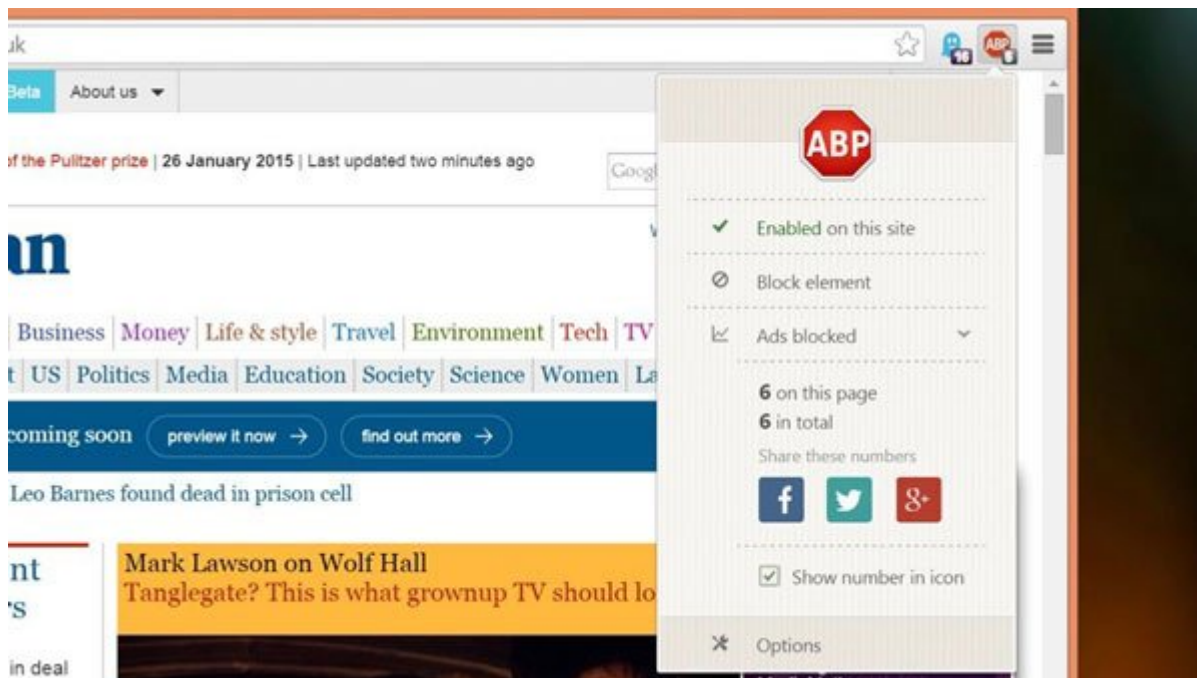 uk
16
ABP
6
Beta
About us
of the Pulitzer prize | 26 January 2015 | Last updated two minutes ago
Googl
ABP
Enabled on this site
Block element
Ads blocked
6 on this page
6 in total
Share these numbers
f
8+
Show number in icon
Options
an
Business
Money
Life & style
Travel
Environment
Tech
TV
t
US
Politics
Media
Education
Society
Science
Women
La
coming soon
preview it now →
find out more →
Leo Barnes found dead in prison cell
nt
's
in deal
Mark Lawson on Wolf Hall
Tanglegate? This is what grownup TV should lo